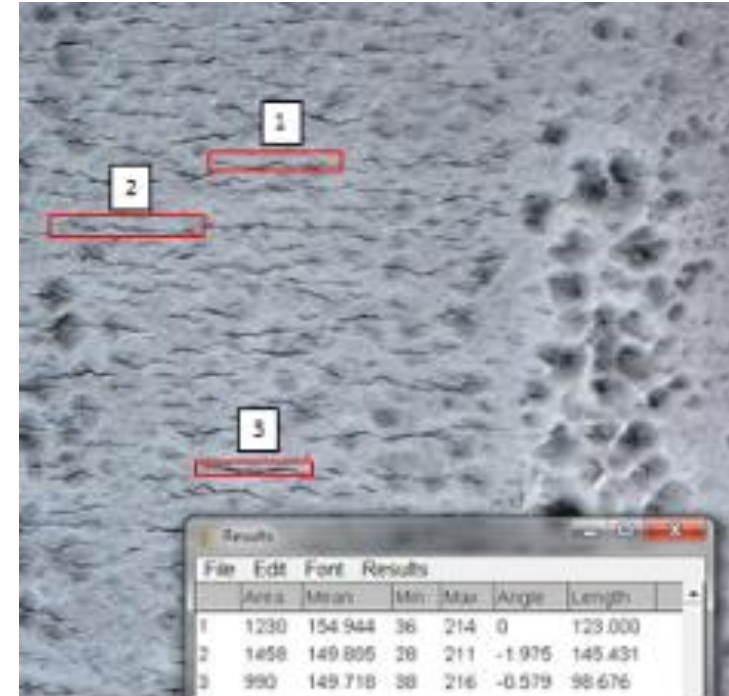 1
2
3
Results
File Edit Font Results
Area Mean Min Max Angle Length
1 1230 154.944 36 214 0 123.000
2 1458 149.805 28 211 -1.975 145.431
3 990 149.718 38 216 -0.579 98.676